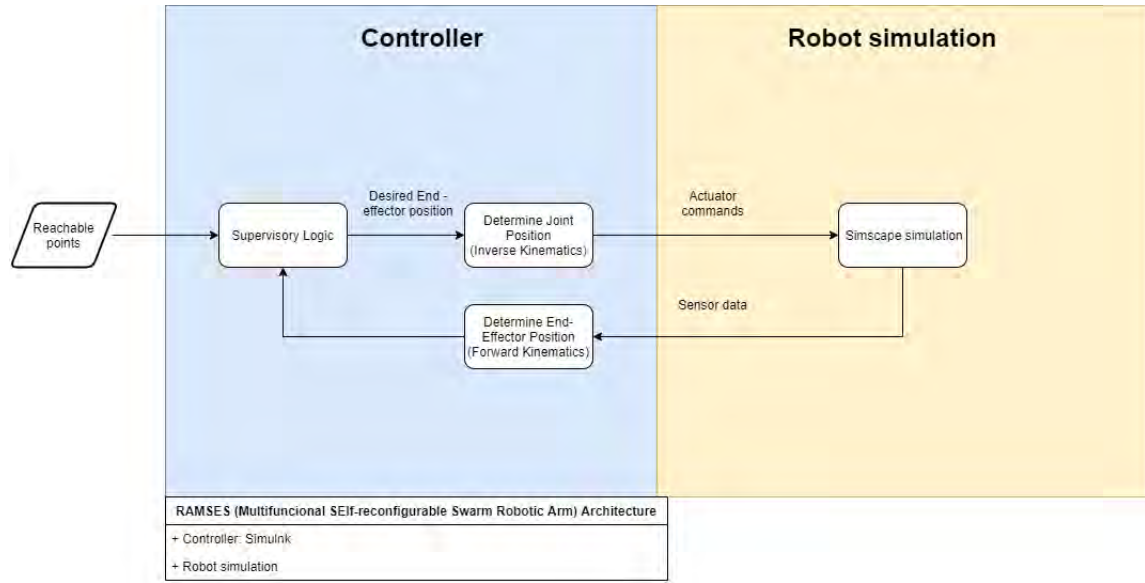 Controller
Robot simulation
Reachable
points
Supervisory Logic
Desired End -
effector position
Determine Joint
Position
(Inverse Kinematics)
Actuator
commands
Simscape simulation
Sensor data
Determine End-
Effector Position
(Forward Kinematics)
RAMSES (Multifuncional SElf-reconfigurable Swarm Robotic Arm) Architecture
+ Controller: Simulnk
+ Robot simulation